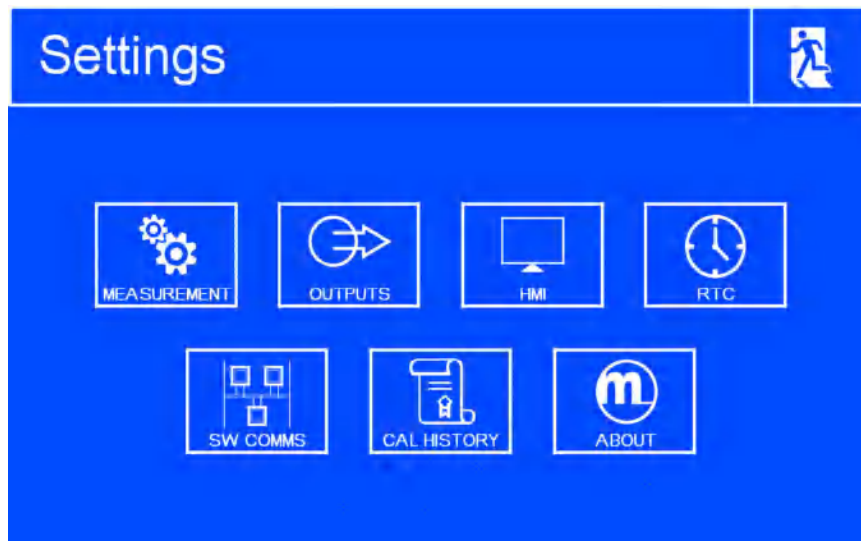 Settings
MEASUREMENT
OUTPUTS
HMI
RTC
SW COMMS
CAL HISTORY
m
ABOUT